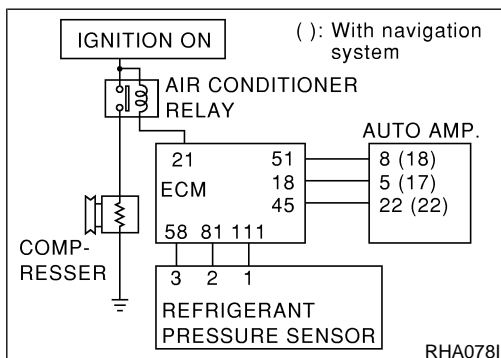 IGNITION ON
( ): With navigation
system
AIR CONDITIONER
RELAY
AUTO AMP.
21
51
8 (18)
ECM
18
5 (17)
45
22 (22)
58 81 111
COMP-
RESSER
3 2 1
REFRIGERANT
PRESSURE SENSOR
RHA078I